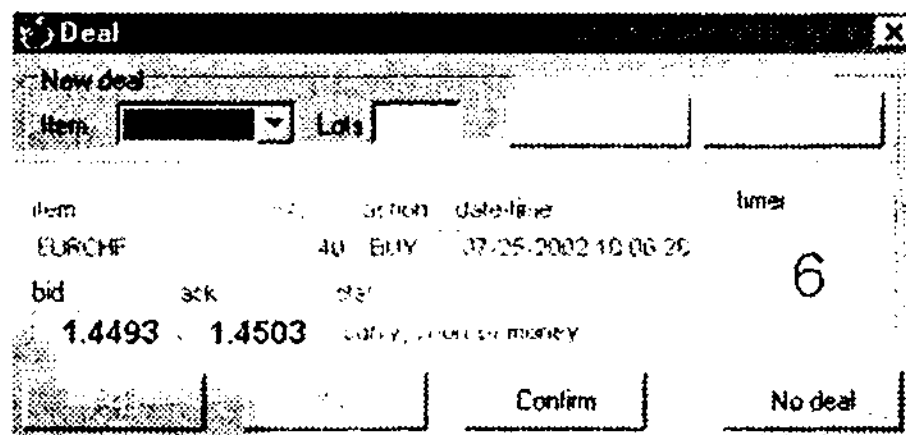 Deal
New deal
Item Lots
item action date-time timer
EURCHF 40 BUY 07-25-2002 10:06:20
6
bid ask
1.4493 1.4503 money
Confirm No deal